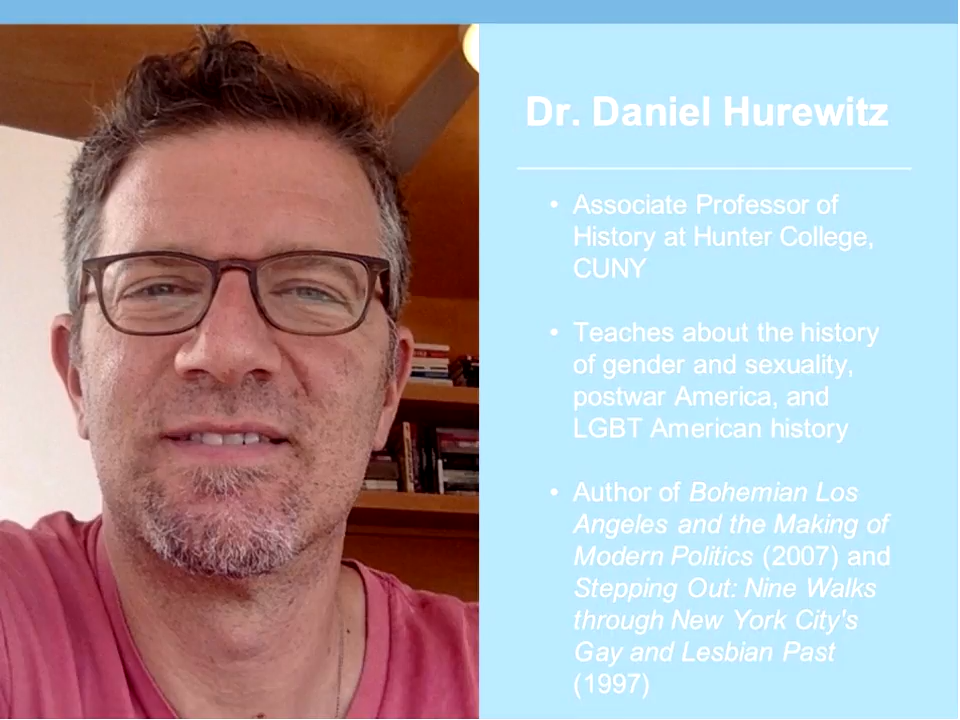 Dr. Daniel Hurewitz
• Associate Professor of
History at Hunter College,
CUNY
• Teaches about the history
of gender and sexuality,
postwar America, and
LGBT American history
• Author of Bohemian Los
Angeles and the Making of
Modern Politics (2007) and
Stepping Out: Nine Walks
through New York City's
Gay and Lesbian Past
(1997)